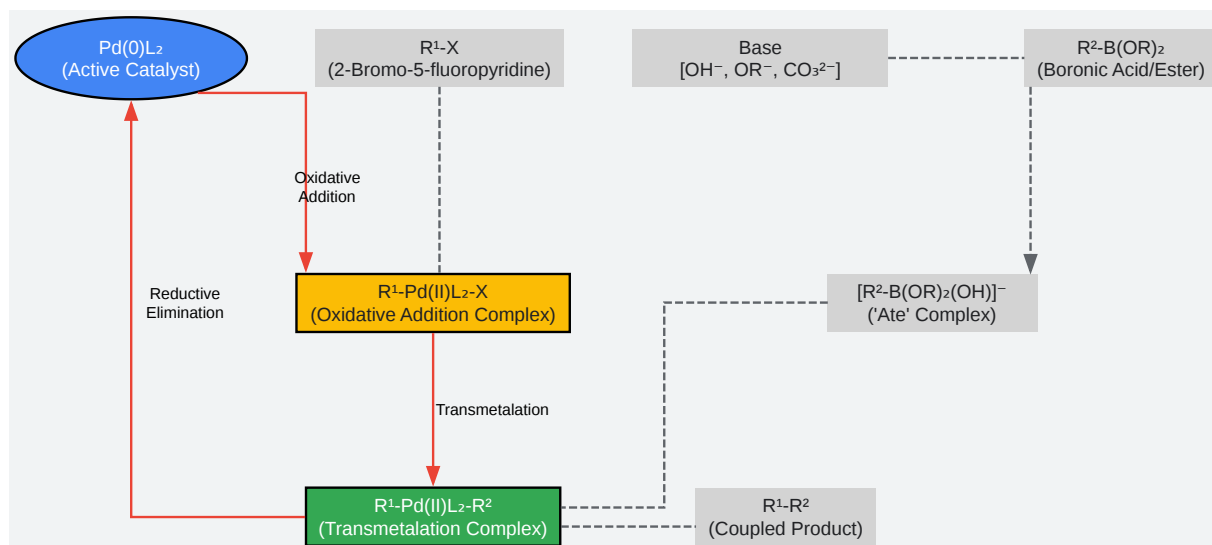 Pd(0)L₂
(Active Catalyst)
R¹-X
(2-Bromo-5-fluoropyridine)
Base
[OH⁻, OR⁻, CO₃²⁻]
R²-B(OR)₂
(Boronic Acid/Ester)
Oxidative
Addition
Reductive
Elimination
R¹-Pd(II)L₂-X
(Oxidative Addition Complex)
[R²-B(OR)₂(OH)]⁻
('Ate' Complex)
Transmetalation
R¹-Pd(II)L₂-R²
(Transmetalation Complex)
R¹-R²
(Coupled Product)